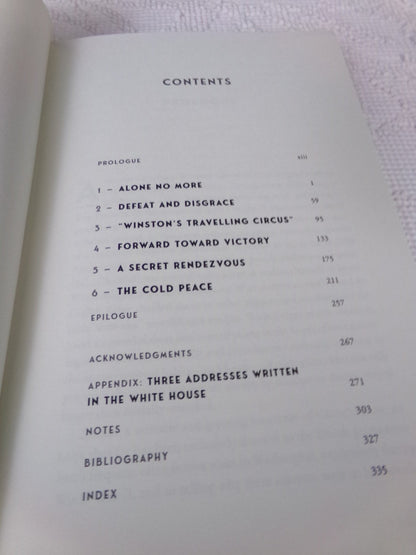 CONTENTS
PROLOGUE xiii
1 – ALONE NO MORE 1
2 – DEFEAT AND DISGRACE 59
3 – "WINSTON'S TRAVELLING CIRCUS" 95
4 – FORWARD TOWARD VICTORY 133
5 – A SECRET RENDEZVOUS 175
6 – THE COLD PEACE 211
EPILOGUE 257
ACKNOWLEDGMENTS 267
APPENDIX: THREE ADDRESSES WRITTEN
IN THE WHITE HOUSE 271
NOTES 303
BIBLIOGRAPHY 327
INDEX 335